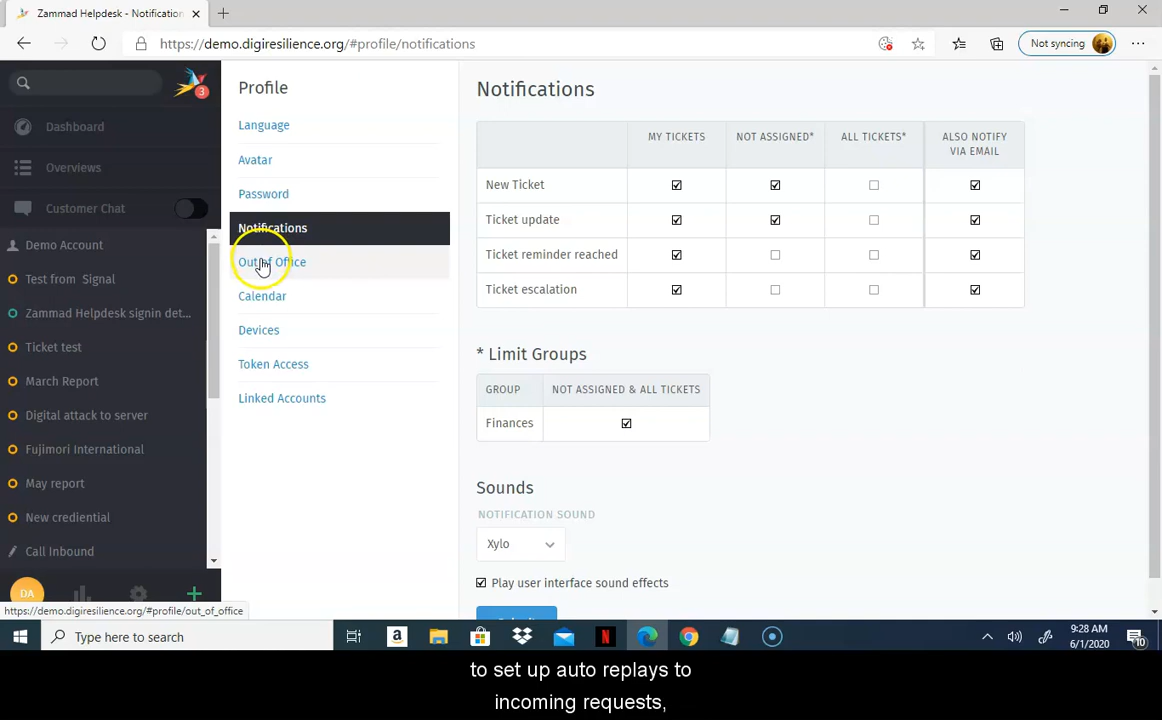 Zammad Helpdesk - Notification
https://demo.digiresilience.org/#profile/notifications
Not syncing
3
Dashboard
Overviews
Customer Chat
Demo Account
Test from Signal
Zammad Helpdesk signin det...
Ticket test
March Report
Digital attack to server
Fujimori International
May report
New crediential
Call Inbound
DA
https://demo.digiresilience.org/#profile/out_of_office
Profile
Language
Avatar
Password
Notifications
Out of Office
Calendar
Devices
Token Access
Linked Accounts
Notifications
MY TICKETS NOT ASSIGNED* ALL TICKETS* ALSO NOTIFY
VIA EMAIL
New Ticket
Ticket update
Ticket reminder reached
Ticket escalation
* Limit Groups
GROUP NOT ASSIGNED & ALL TICKETS
Finances
Sounds
NOTIFICATION SOUND
Xylo
Play user interface sound effects
Type here to search
a
N
9:28 AM
6/1/2020
10
to set up auto replays to
incoming requests,